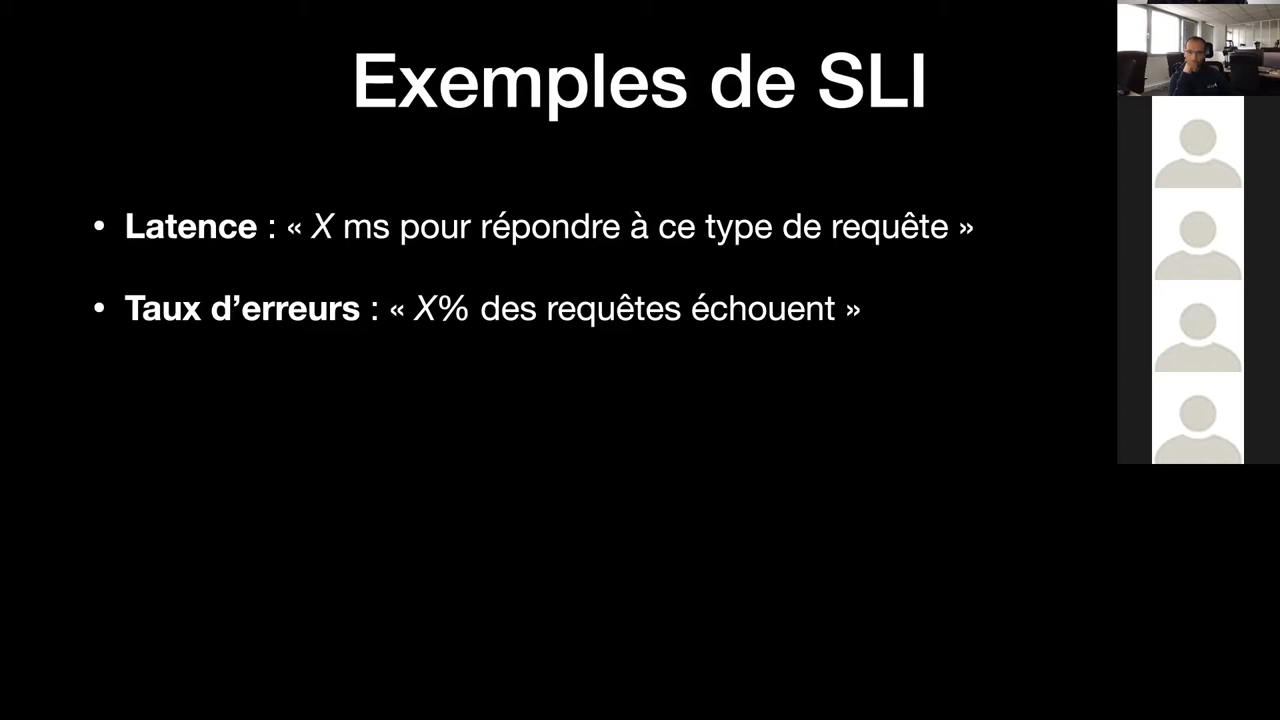 Exemples de SLI
• Latence : « X ms pour répondre à ce type de requête »
• Taux d’erreurs : « X% des requêtes échouent »